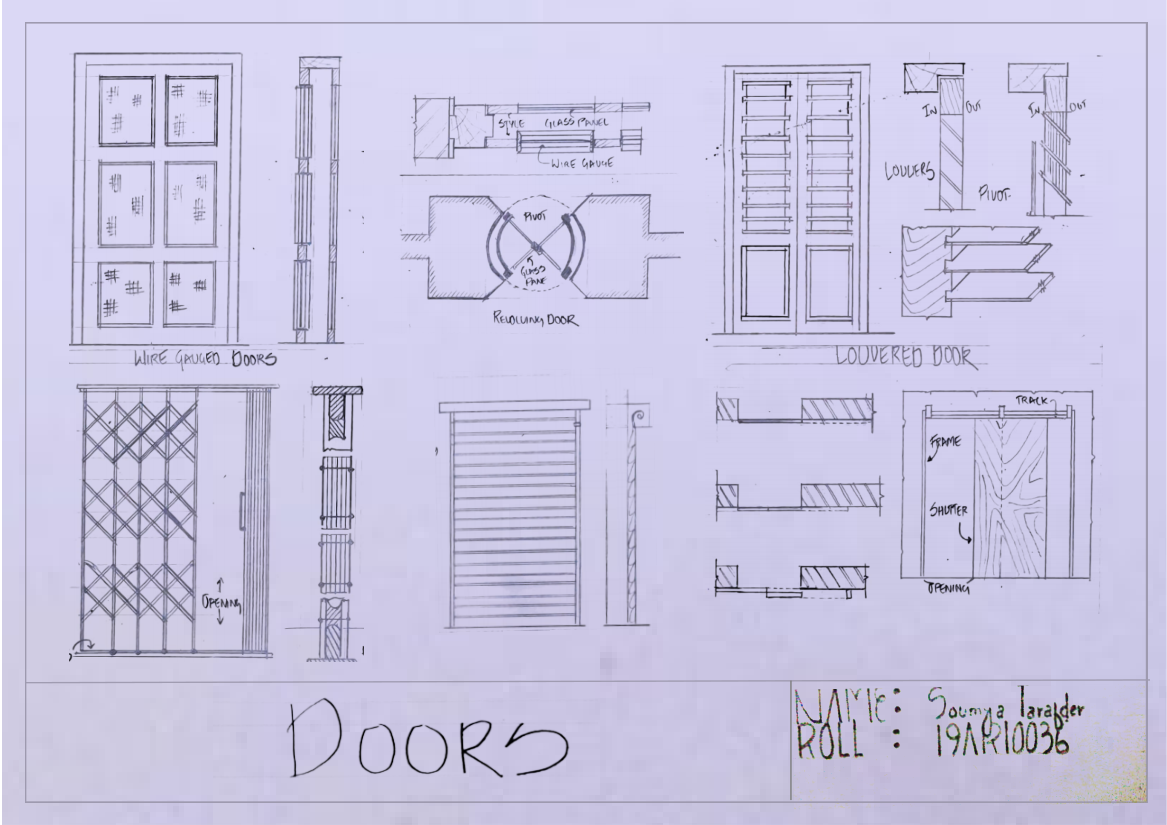 STYLE
GLASS PANEL
WIRE GAUGE
PIVOT
GLASS
PANE
REVOLVING DOOR
IN
OUT
IN
OUT
LOUVERS
PIVOT
WIRE GAUGED DOORS
LOUVERED DOOR
OPENING
TRACK
FRAME
SHUTTER
OPENING
DOORS
NAME: Soumya
ROLL : 19AR10036